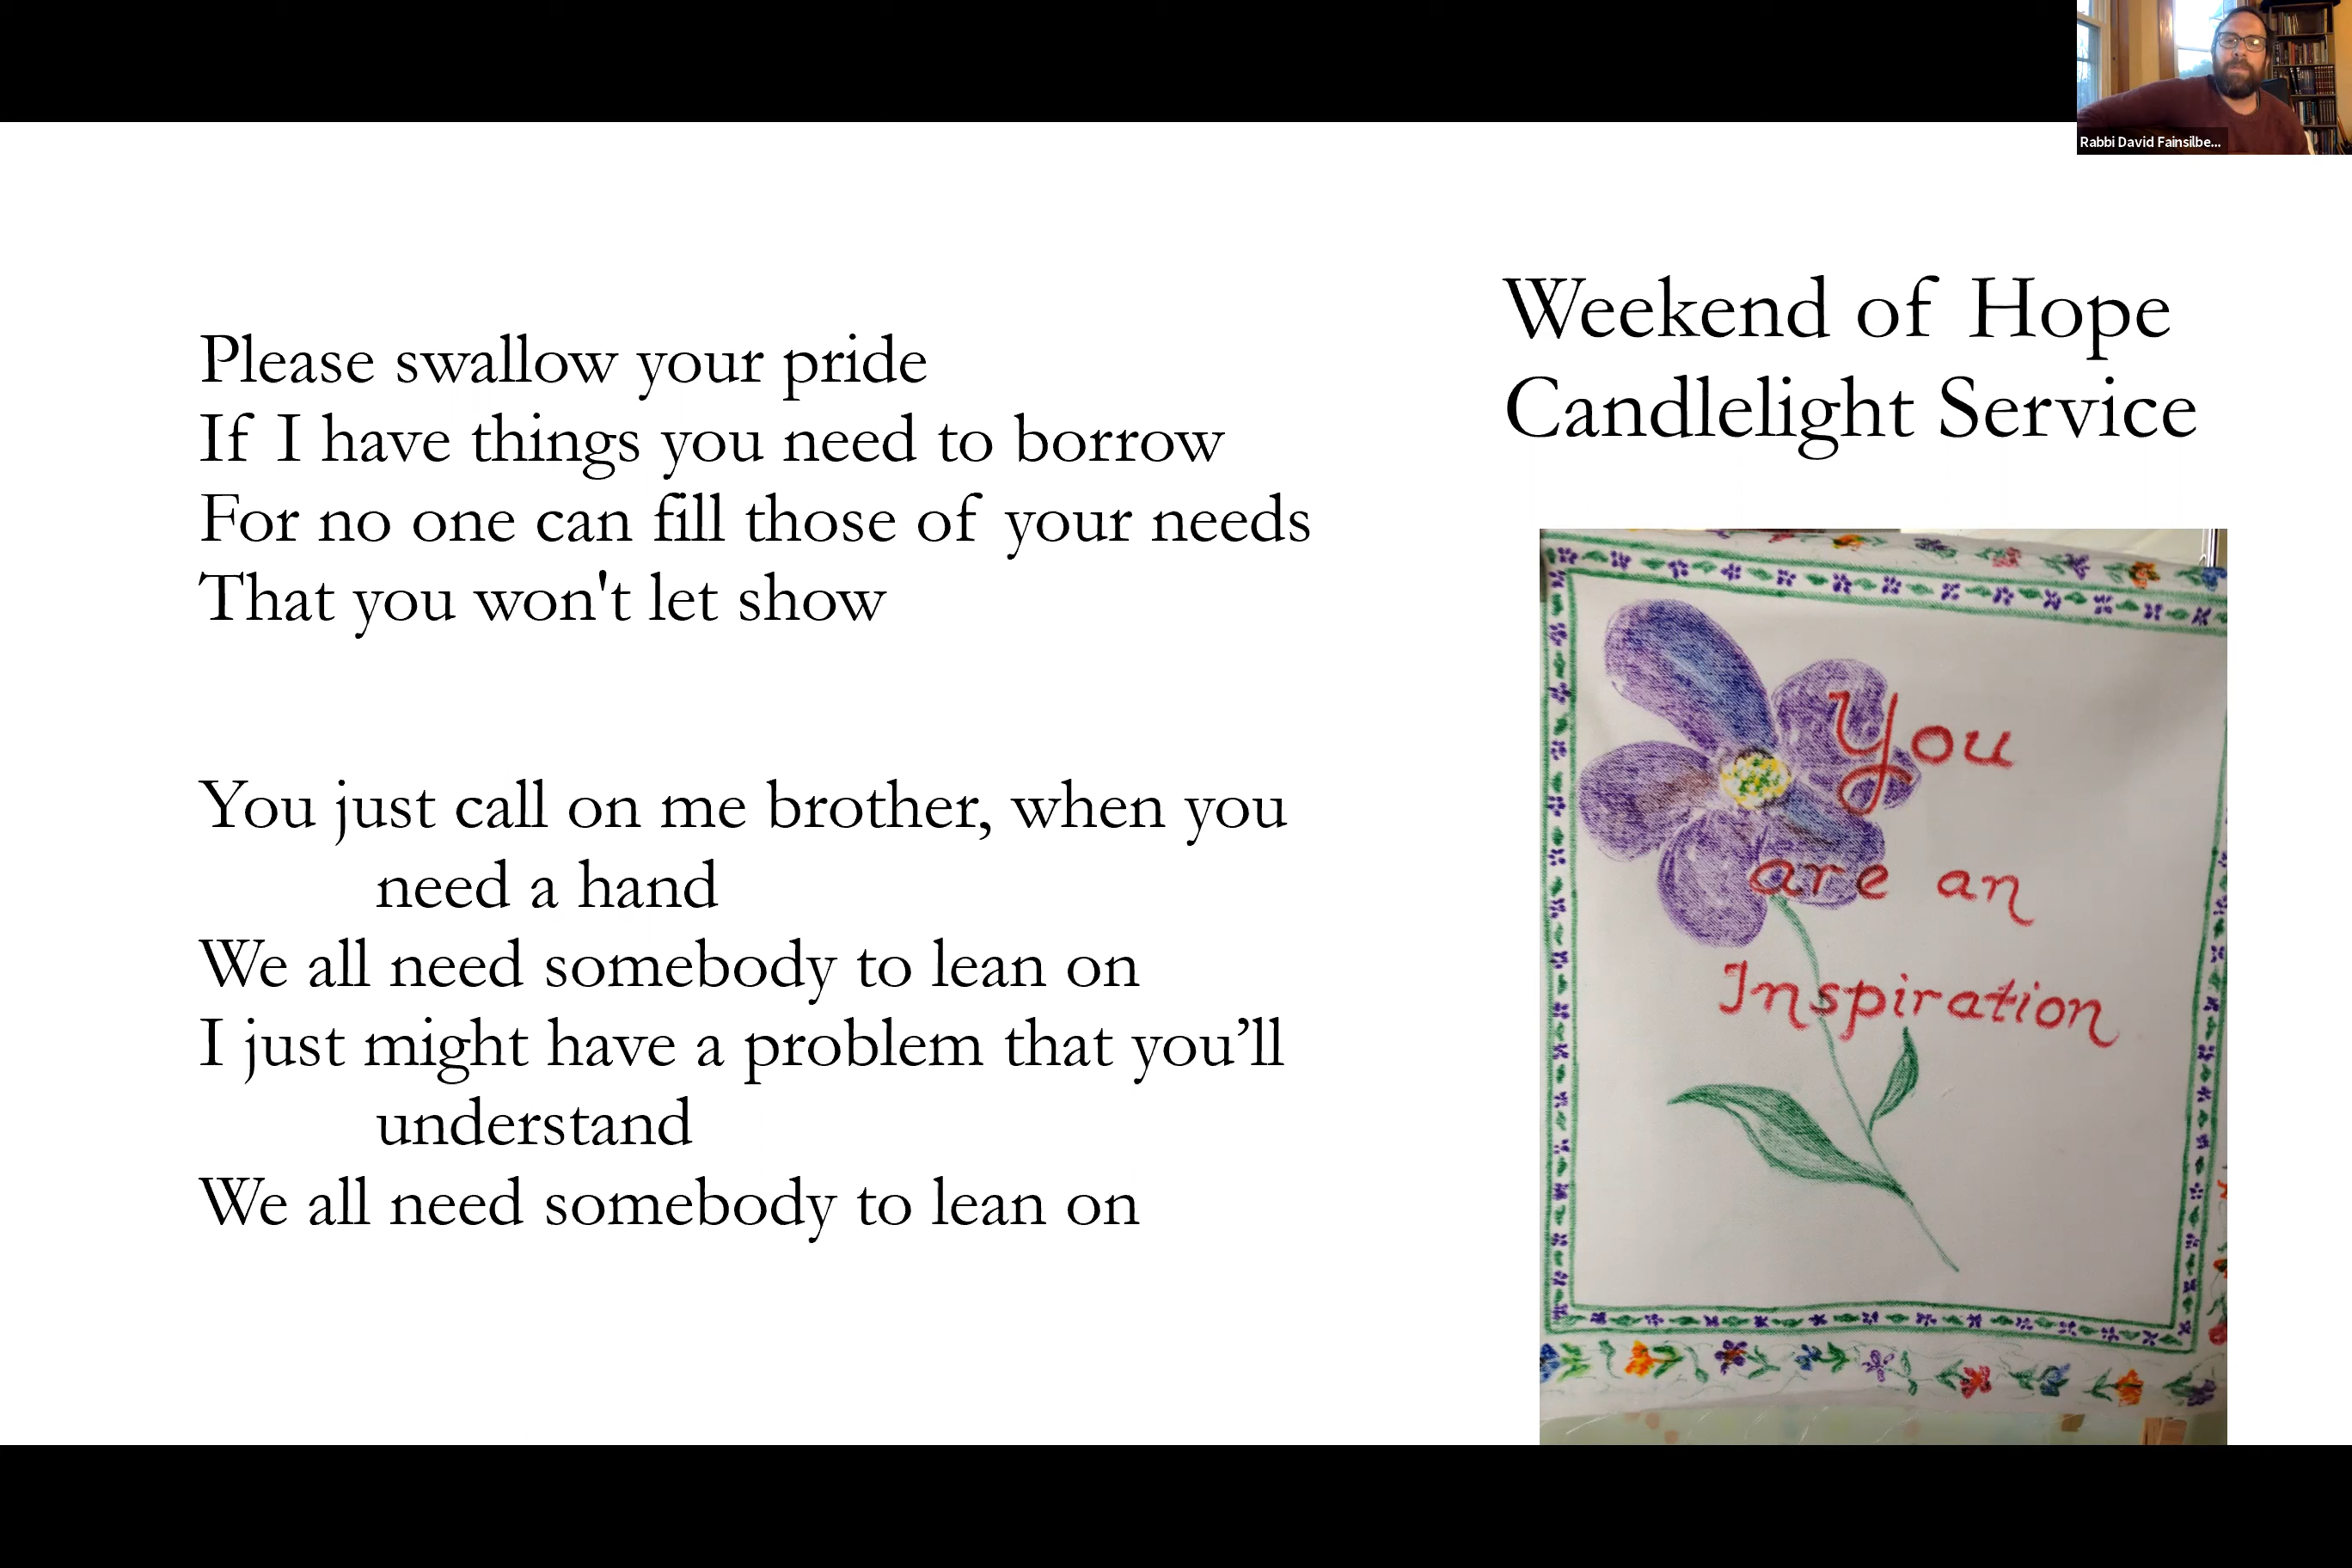 Rabbi David Fainsilbe...
Weekend of Hope
Candlelight Service
Please swallow your pride
If I have things you need to borrow
For no one can fill those of your needs
That you won't let show
You just call on me brother, when you
need a hand
We all need somebody to lean on
I just might have a problem that you’ll
understand
We all need somebody to lean on
You
are an
Inspiration